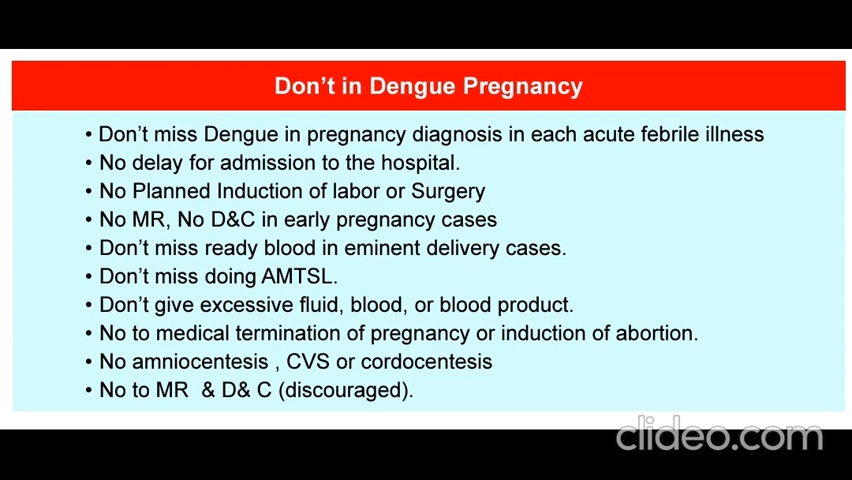 Don't in Dengue Pregnancy
• Don't miss Dengue in pregnancy diagnosis in each acute febrile illness
• No delay for admission to the hospital.
• No Planned Induction of labor or Surgery
• No MR, No D&C in early pregnancy cases
• Don't miss ready blood in eminent delivery cases.
• Don't miss doing AMTSL.
• Don't give excessive fluid, blood, or blood product.
• No to medical termination of pregnancy or induction of abortion.
• No amniocentesis , CVS or cordocentesis
• No to MR & D& C (discouraged).
clideo.com